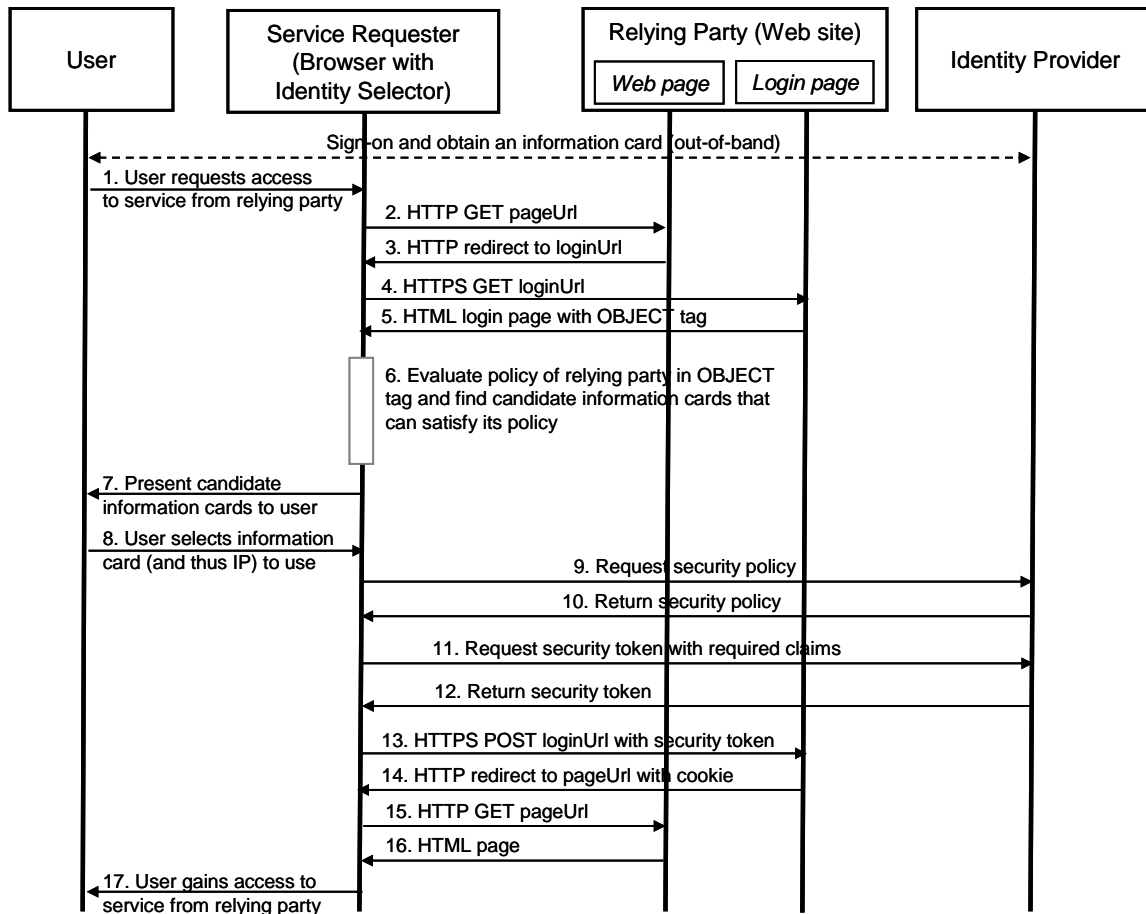 User
Service Requester
(Browser with
Identity Selector)
Relying Party (Web site)
Web page
Login page
Identity Provider
Sign-on and obtain an information card (out-of-band)
1. User requests access
to service from relying party
2. HTTP GET pageUrl
3. HTTP redirect to loginUrl
4. HTTPS GET loginUrl
5. HTML login page with OBJECT tag
6. Evaluate policy of relying party in OBJECT
tag and find candidate information cards that
can satisfy its policy
7. Present candidate
information cards to user
8. User selects information
card (and thus IP) to use
9. Request security policy
10. Return security policy
11. Request security token with required claims
12. Return security token
13. HTTPS POST loginUrl with security token
14. HTTP redirect to pageUrl with cookie
15. HTTP GET pageUrl
16. HTML page
17. User gains access to
service from relying party